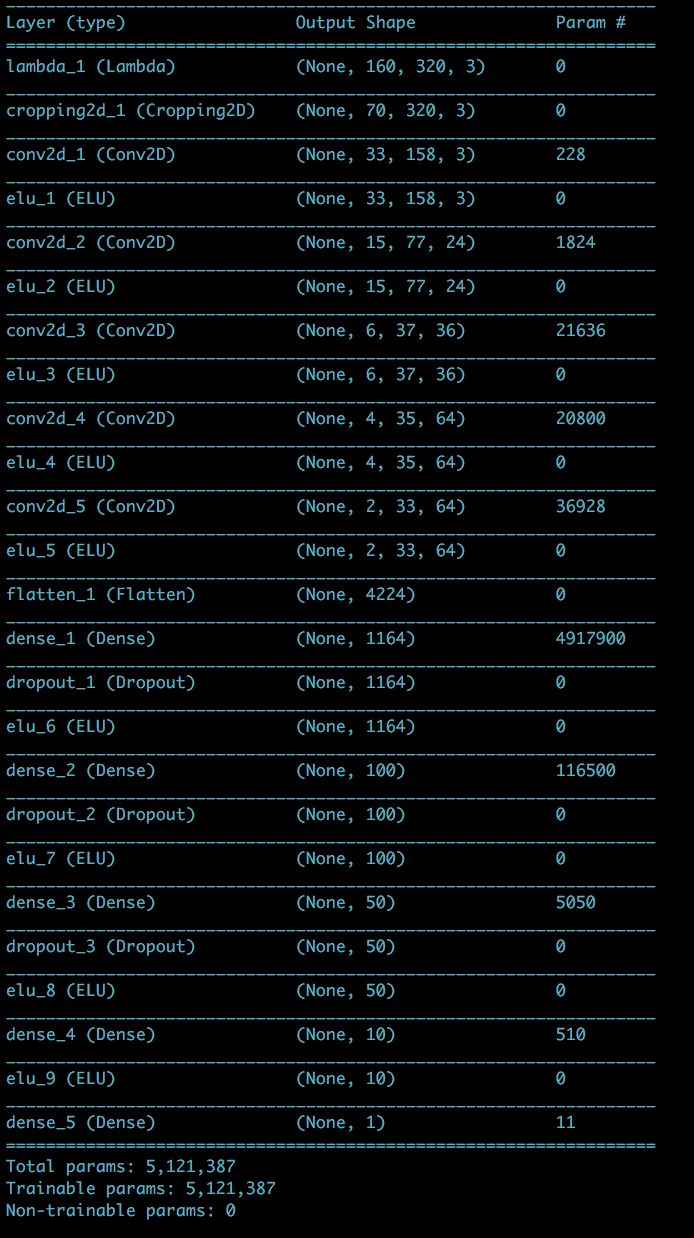 Layer (type) Output Shape Param #
lambda_1 (Lambda) (None, 160, 320, 3) 0
cropping2d_1 (Cropping2D) (None, 70, 320, 3) 0
conv2d_1 (Conv2D) (None, 33, 158, 3) 228
elu_1 (ELU) (None, 33, 158, 3) 0
conv2d_2 (Conv2D) (None, 15, 77, 24) 1824
elu_2 (ELU) (None, 15, 77, 24) 0
conv2d_3 (Conv2D) (None, 6, 37, 36) 21636
elu_3 (ELU) (None, 6, 37, 36) 0
conv2d_4 (Conv2D) (None, 4, 35, 64) 20800
elu_4 (ELU) (None, 4, 35, 64) 0
conv2d_5 (Conv2D) (None, 2, 33, 64) 36928
elu_5 (ELU) (None, 2, 33, 64) 0
flatten_1 (Flatten) (None, 4224) 0
dense_1 (Dense) (None, 1164) 4917900
dropout_1 (Dropout) (None, 1164) 0
elu_6 (ELU) (None, 1164) 0
dense_2 (Dense) (None, 100) 116500
dropout_2 (Dropout) (None, 100) 0
elu_7 (ELU) (None, 100) 0
dense_3 (Dense) (None, 50) 5050
dropout_3 (Dropout) (None, 50) 0
elu_8 (ELU) (None, 50) 0
dense_4 (Dense) (None, 10) 510
elu_9 (ELU) (None, 10) 0
dense_5 (Dense) (None, 1) 11
Total params: 5,121,387
Trainable params: 5,121,387
Non-trainable params: 0